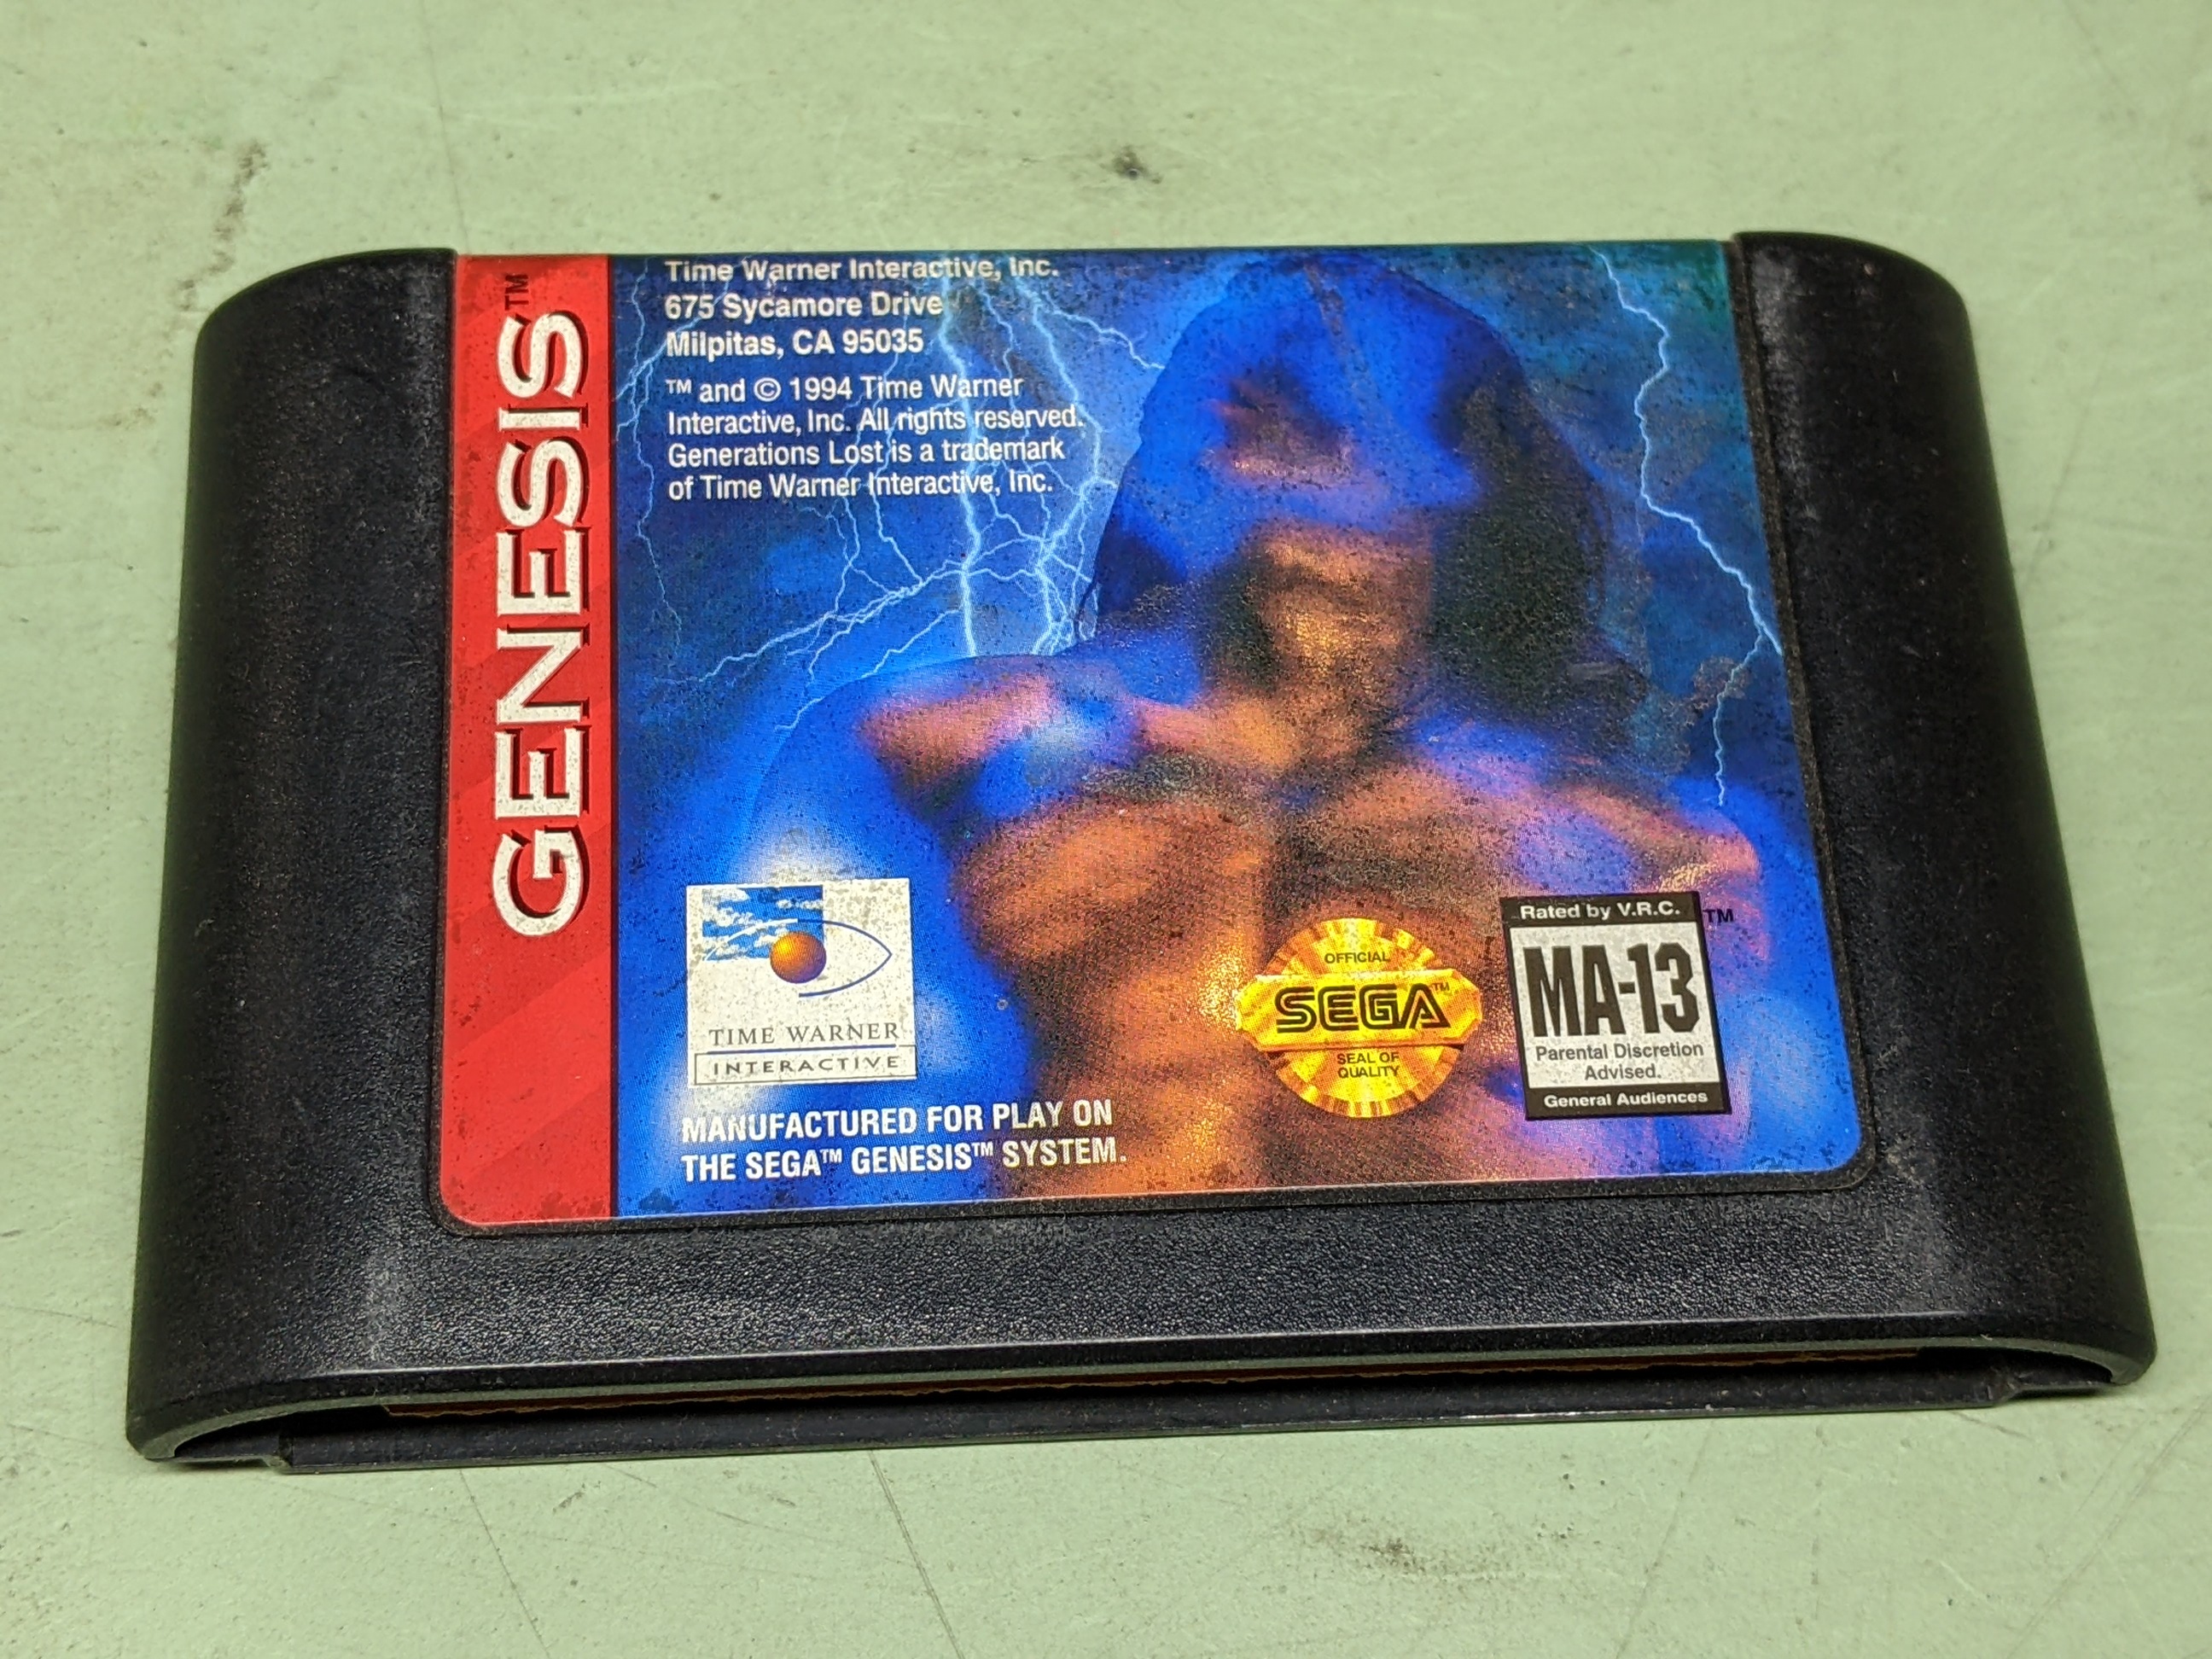 GENESIS™
Time Warner Interactive, Inc.
675 Sycamore Drive
Milpitas, CA 95035
™ and © 1994 Time Warner
Interactive, Inc. All rights reserved.
Generations Lost is a trademark
of Time Warner Interactive, Inc.
TIME WARNER
INTERACTIVE
MANUFACTURED FOR PLAY ON
THE SEGA™ GENESIS™ SYSTEM.
OFFICIAL
SEGA™
SEAL OF
QUALITY
Rated by V.R.C. ™
MA-13
Parental Discretion
Advised.
General Audiences